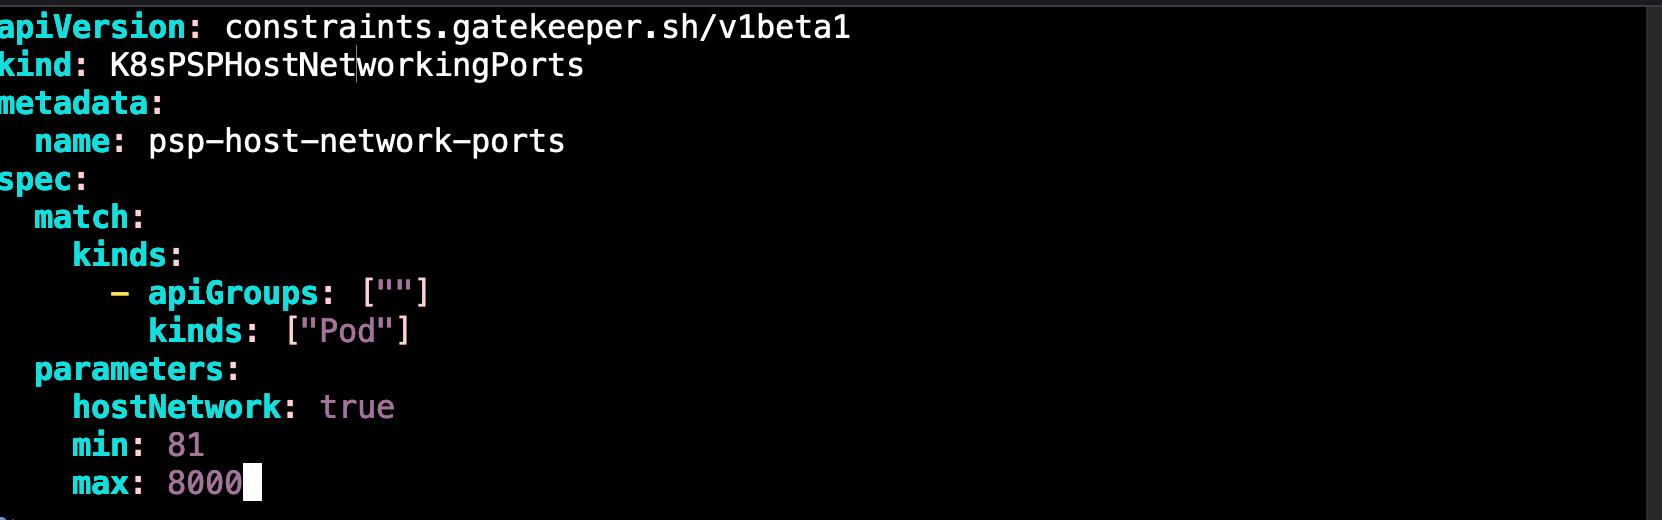 apiVersion: constraints.gatekeeper.sh/v1beta1
kind: K8sPSPHostNetworkingPorts
metadata:
  name: psp-host-network-ports
spec:
  match:
    kinds:
      - apiGroups: [""]
        kinds: ["Pod"]
  parameters:
    hostNetwork: true
    min: 81
    max: 8000